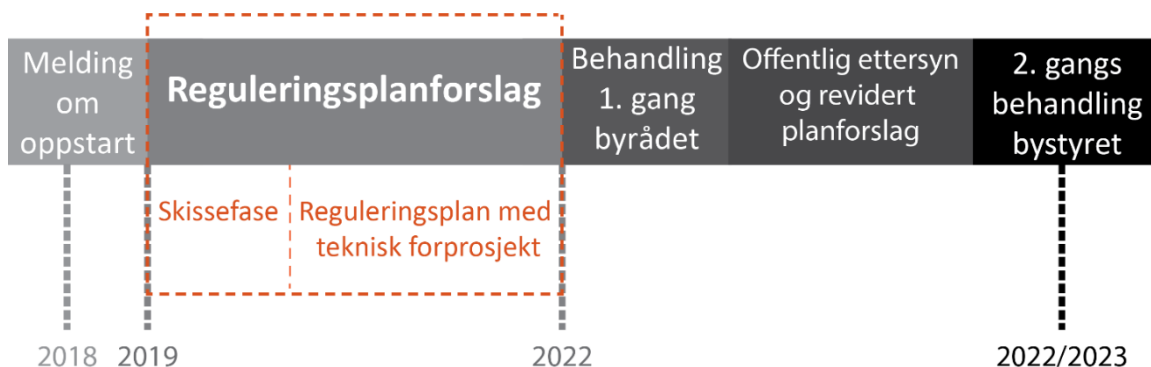 Melding
om
oppstart
Reguleringsplanforslag
Behandling
1. gang
byrådet
Offentlig ettersyn
og revidert
planforslag
2. gangs
behandling
bystyret
Skissefase
Reguleringsplan med
teknisk forprosjekt
2018
2019
2022
2022/2023